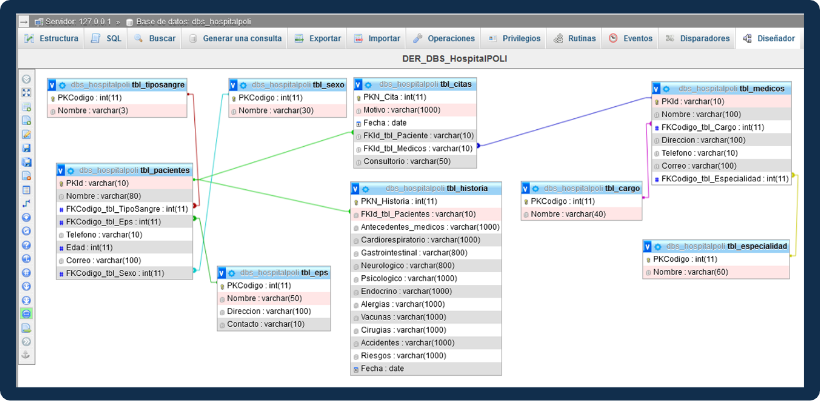 Servidor: 127.0.0.1 » Base de datos: dbs_hospitalpoli
Estructura SQL Buscar Generar una consulta Exportar Importar Operaciones Privilegios Rutinas Eventos Disparadores Diseñador
DER_DBS_HospitalPOLI
v dbs_hospitalpoli tbl_tiposangre
PKCodigo : int(11)
Nombre : varchar(3)
v dbs_hospitalpoli tbl_sexo
PKCodigo : int(11)
Nombre : varchar(30)
v dbs_hospitalpoli tbl_citas
PKN_Cita : int(11)
Motivo : varchar(1000)
Fecha : date
FKId_tbl_Paciente : varchar(10)
FKId_tbl_Medicos : varchar(10)
Consultorio : varchar(50)
v dbs_hospitalpoli tbl_medicos
PKId : varchar(10)
Nombre : varchar(100)
FKCodigo_tbl_Cargo : int(11)
Direccion : varchar(100)
Telefono : varchar(10)
Correo : varchar(100)
FKCodigo_tbl_Especialidad : int(11)
v dbs_hospitalpoli tbl_pacientes
PKId : varchar(10)
Nombre : varchar(80)
FKCodigo_tbl_TipoSangre : int(11)
FKCodigo_tbl_Eps : int(11)
Telefono : varchar(10)
Edad : int(11)
Correo : varchar(100)
FKCodigo_tbl_Sexo : int(11)
v dbs_hospitalpoli tbl_historia
PKN_Historia : int(11)
FKId_tbl_Pacientes : varchar(10)
Antecedentes_medicos : varchar(1000)
Cardiorespiratorio : varchar(1000)
Gastrointestinal : varchar(800)
Neurologico : varchar(800)
Psicologico : varchar(1000)
Endocrino : varchar(1000)
Alergias : varchar(1000)
Vacunas : varchar(1000)
Cirugias : varchar(1000)
Accidentes : varchar(1000)
Riesgos : varchar(1000)
Fecha : date
v dbs_hospitalpoli tbl_cargo
PKCodigo : int(11)
Nombre : varchar(40)
v dbs_hospitalpoli tbl_especialidad
PKCodigo : int(11)
Nombre : varchar(60)
v dbs_hospitalpoli tbl_eps
PKCodigo : int(11)
Nombre : varchar(50)
Direccion : varchar(100)
Contacto : varchar(10)